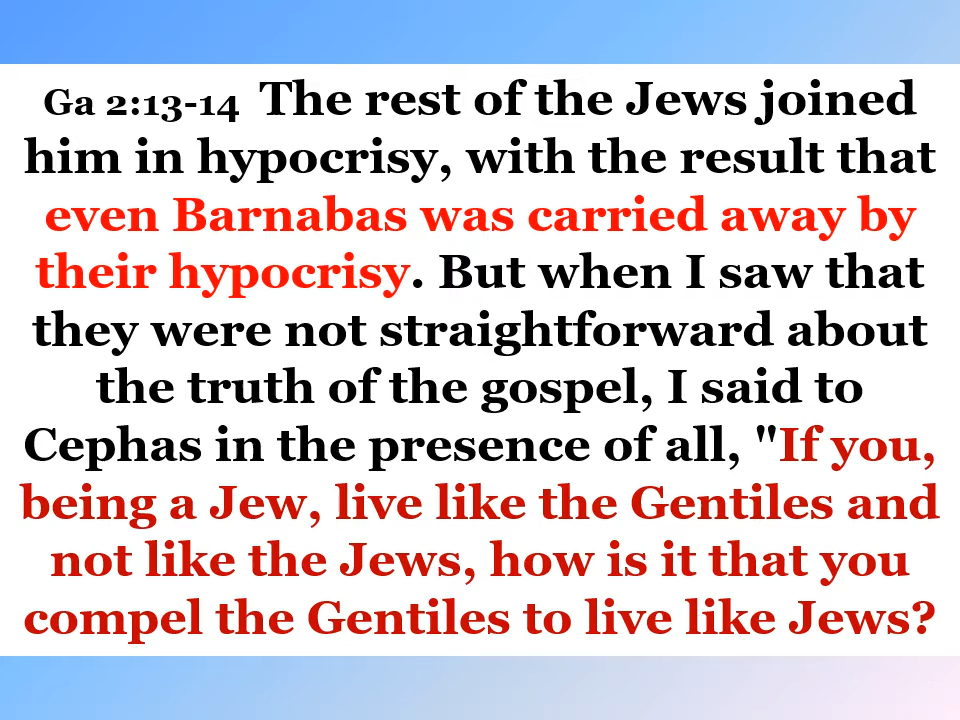 Ga 2:13-14 The rest of the Jews joined
him in hypocrisy, with the result that
even Barnabas was carried away by
their hypocrisy. But when I saw that
they were not straightforward about
the truth of the gospel, I said to
Cephas in the presence of all, "If you,
being a Jew, live like the Gentiles and
not like the Jews, how is it that you
compel the Gentiles to live like Jews?